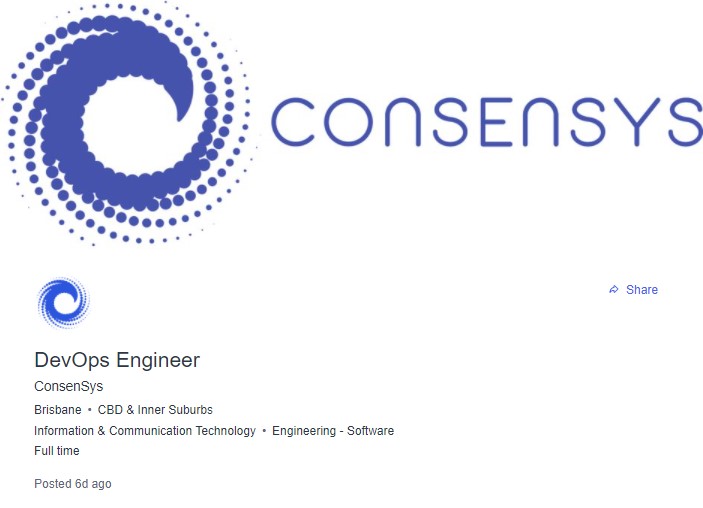 CONSENSYS
Share
DevOps Engineer
ConsenSys
Brisbane • CBD & Inner Suburbs
Information & Communication Technology • Engineering - Software
Full time
Posted 6d ago